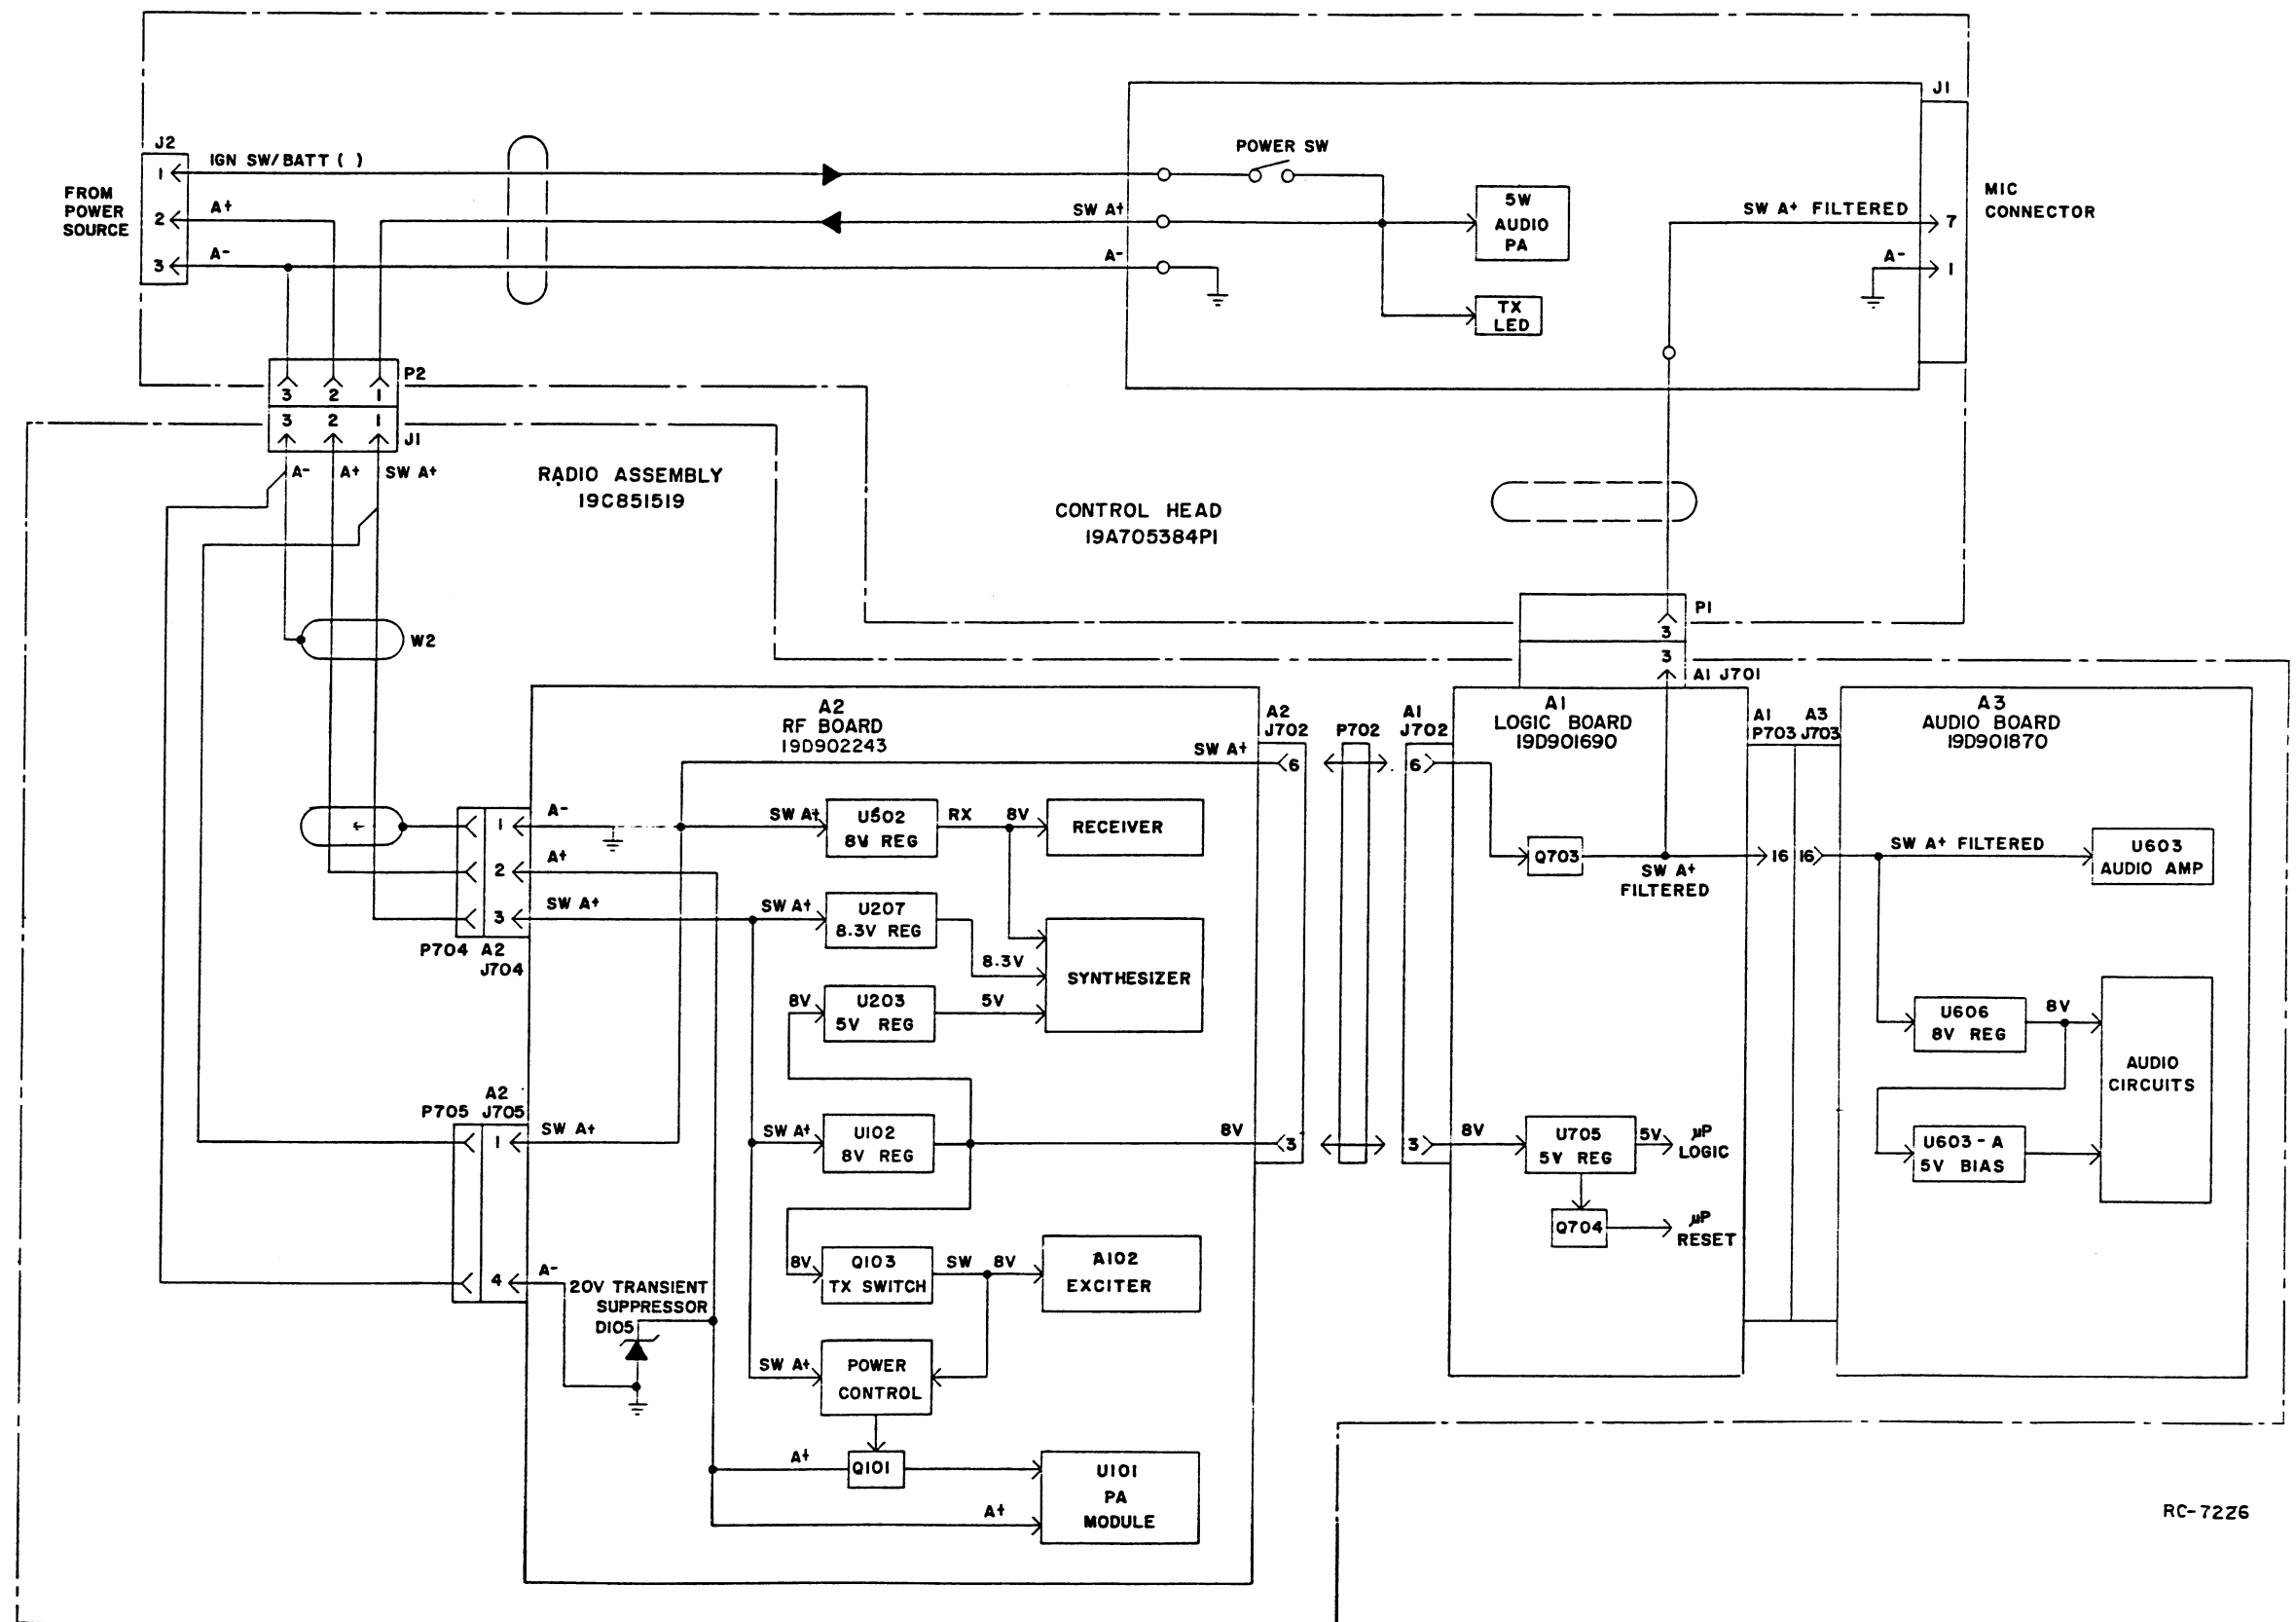 J1
J2
IGN SW/BATT ( )
POWER SW
1
FROM
POWER
SOURCE
MIC
CONNECTOR
5W
AUDIO
PA
A+
2
SW A+
SW A+ FILTERED
7
A-
3
A-
A-
1
TX
LED
P2
3 2 1
3 2 1
J1
A- A+ SW A+
RADIO ASSEMBLY
19C851519
CONTROL HEAD
19A705384P1
P1
3
W2
3
A1 J701
A2
RF BOARD
19D902243
A2
J702
P702
A1
J702
A1
LOGIC BOARD
19D901690
A1
P703
A3
J703
A3
AUDIO BOARD
19D901870
SW A+
6
6
A-
1
SW A+
U502
8V REG
RX
8V
RECEIVER
A+
2
Q703
SW A+
FILTERED
16
16
SW A+ FILTERED
U603
AUDIO AMP
SW A+
3
SW A+
U207
8.3V REG
P704
A2
J704
8.3V
SYNTHESIZER
8V
U203
5V REG
5V
U606
8V REG
8V
AUDIO
CIRCUITS
P705
A2
J705
1
SW A+
SW A+
U102
8V REG
8V
3
3
8V
U705
5V REG
5V
µP
LOGIC
U603-A
5V BIAS
Q704
µP
RESET
4
A-
20V TRANSIENT
SUPPRESSOR
D105
8V
Q103
TX SWITCH
SW
8V
A102
EXCITER
SW A+
POWER
CONTROL
A+
Q101
U101
PA
MODULE
A+
RC-7226